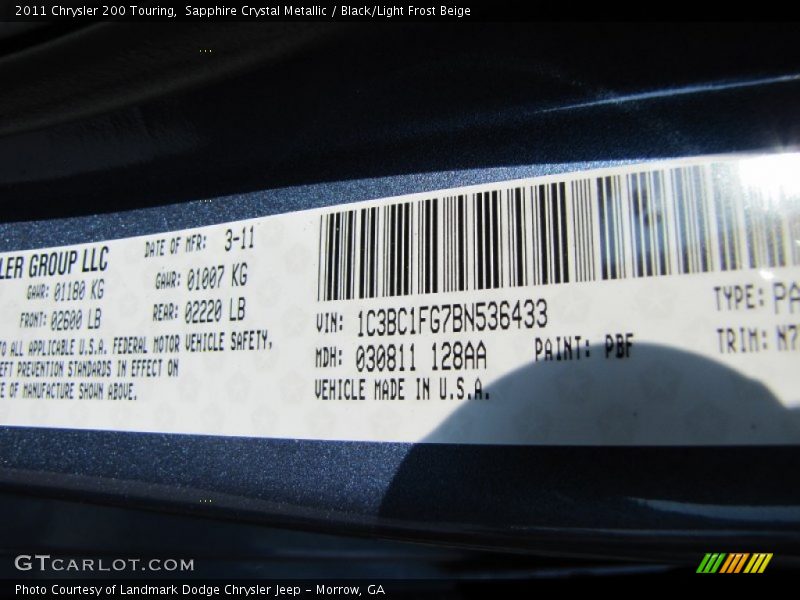 2011 Chrysler 200 Touring, Sapphire Crystal Metallic / Black/Light Frost Beige
LER GROUP LLC
DATE OF MFR: 3-11
GAWR: 01180 KG
GAWR: 01007 KG
FRONT: 02600 LB
REAR: 02220 LB
TO ALL APPLICABLE U.S.A. FEDERAL MOTOR VEHICLE SAFETY,
EFT PREVENTION STANDARDS IN EFFECT ON
E OF MANUFACTURE SHOWN ABOVE.
VIN: 1C3BC1FG7BN536433
TYPE: PA
MDH: 030811 128AA
PAINT: PBF
TRIM: N7
VEHICLE MADE IN U.S.A.
GTCARLOT.COM
Photo Courtesy of Landmark Dodge Chrysler Jeep - Morrow, GA